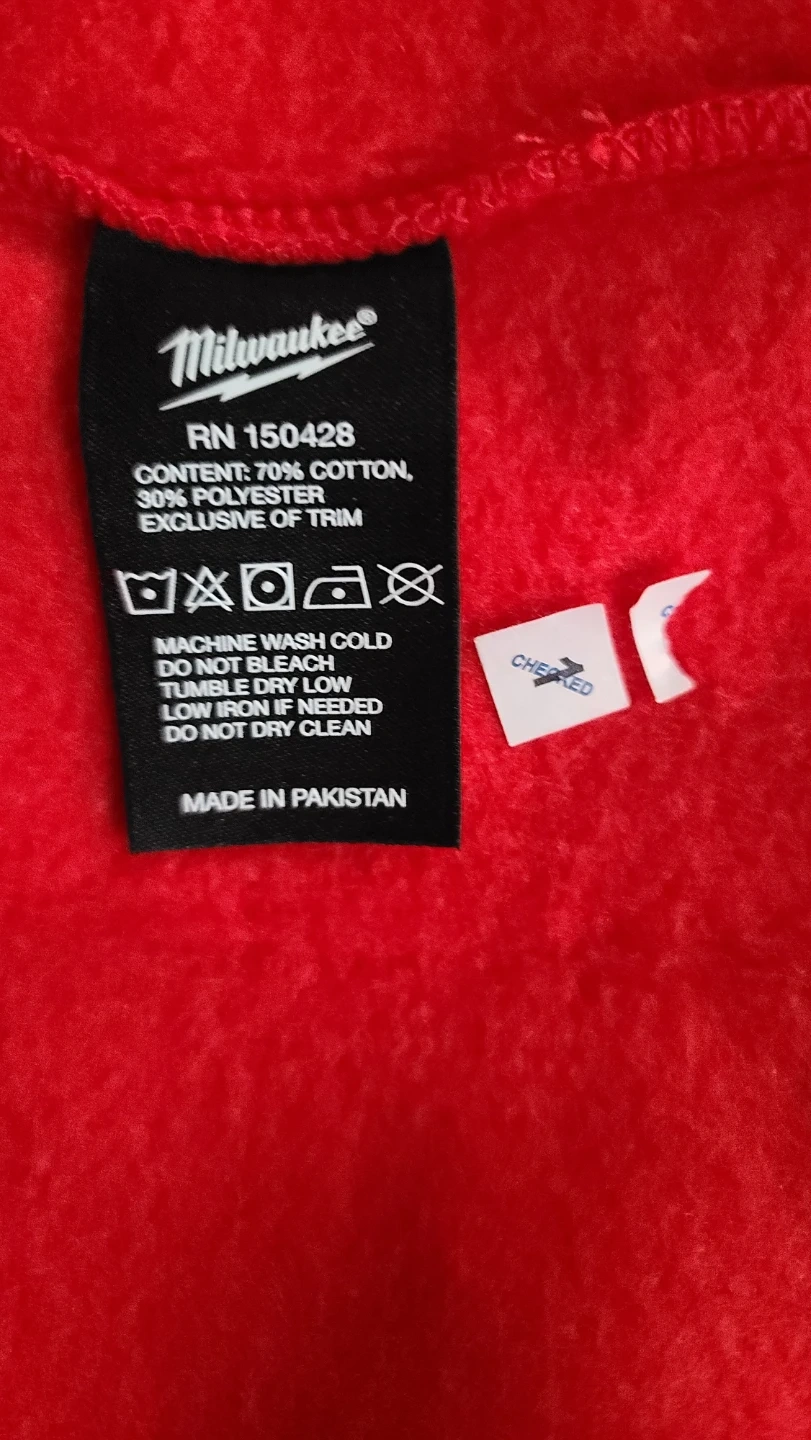 Milwaukee®
RN 150428
CONTENT: 70% COTTON,
30% POLYESTER
EXCLUSIVE OF TRIM
MACHINE WASH COLD
DO NOT BLEACH
TUMBLE DRY LOW
LOW IRON IF NEEDED
DO NOT DRY CLEAN
MADE IN PAKISTAN
CHECKED